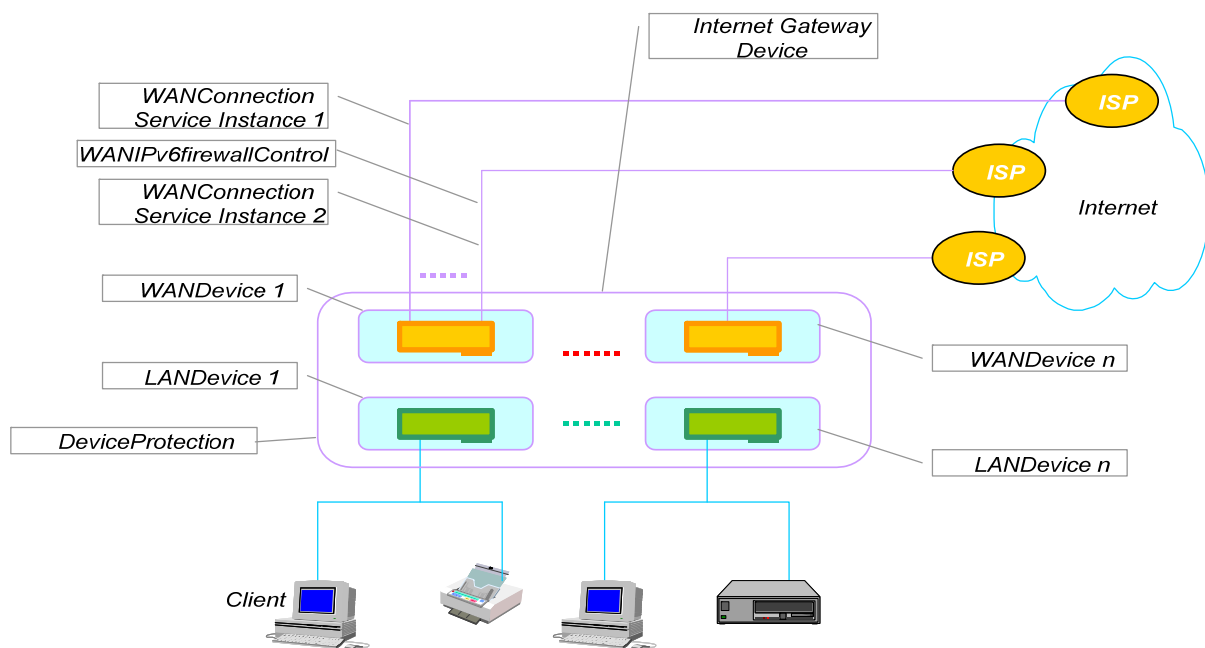 Internet Gateway
Device
WANConnection
Service Instance 1
ISP
WANIPv6firewallControl
ISP
WANConnection
Service Instance 2
Internet
ISP
WANDevice 1
WANDevice n
LANDevice 1
DeviceProtection
LANDevice n
Client